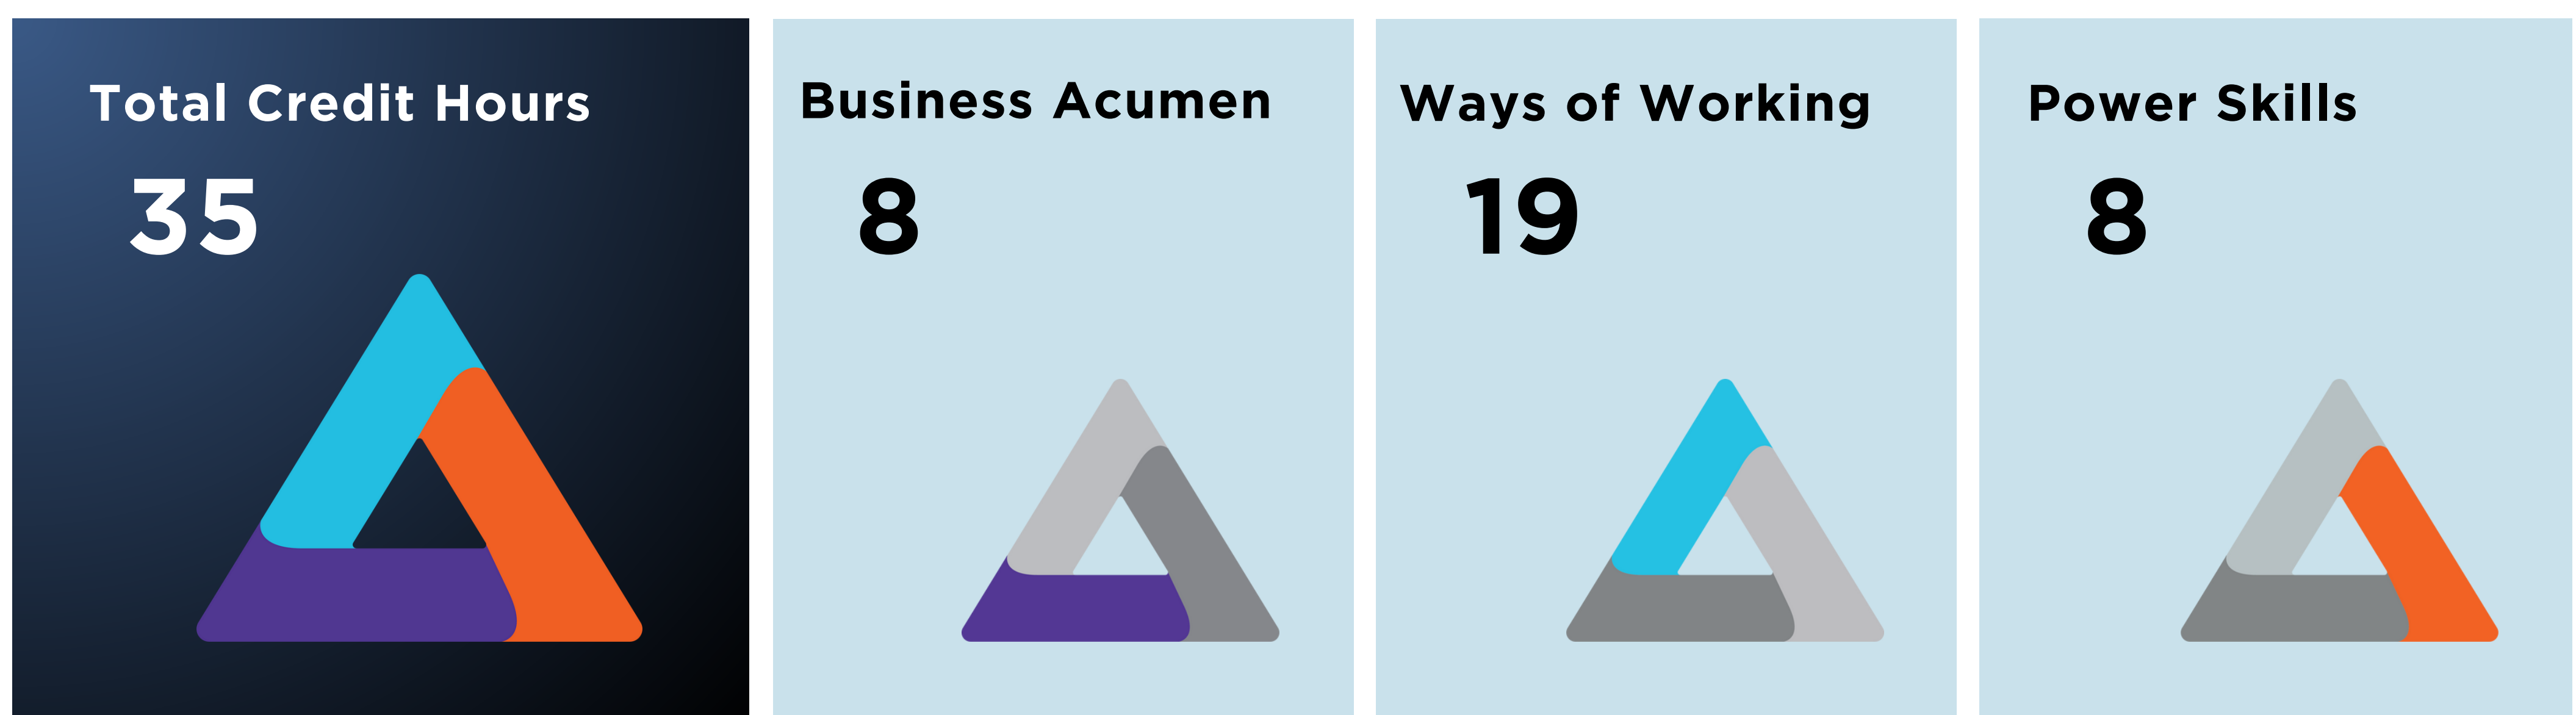 Total Credit Hours
35
Business Acumen
8
Ways of Working
19
Power Skills
8